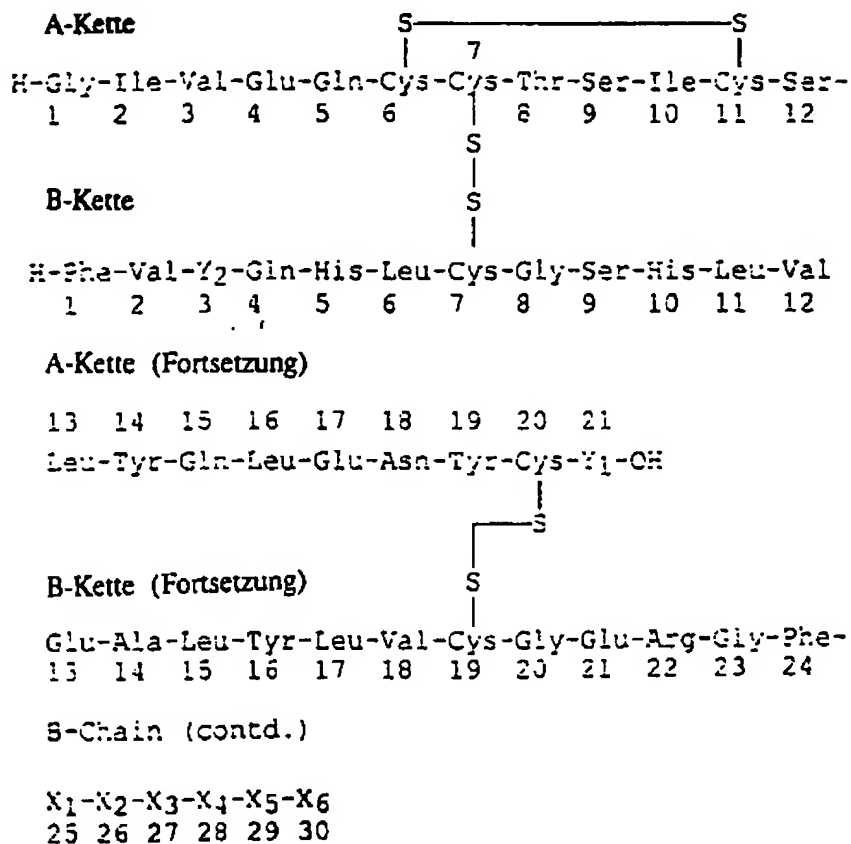 A-Kette S S
7
H-Gly-Ile-Val-Glu-Gln-Cys-Cys-Thr-Ser-Ile-Cys-Ser-
1 2 3 4 5 6 8 9 10 11 12
S
B-Kette S
H-Phe-Val-Y2-Gln-His-Leu-Cys-Gly-Ser-His-Leu-Val
1 2 3 4 5 6 7 8 9 10 11 12
A-Kette (Fortsetzung)
13 14 15 16 17 18 19 20 21
Leu-Tyr-Gln-Leu-Glu-Asn-Tyr-Cys-Y1-OH
S
B-Kette (Fortsetzung) S
Glu-Ala-Leu-Tyr-Leu-Val-Cys-Gly-Glu-Arg-Gly-Phe-
13 14 15 16 17 18 19 20 21 22 23 24
B-Chain (contd.)
X1-X2-X3-X4-X5-X6
25 26 27 28 29 30